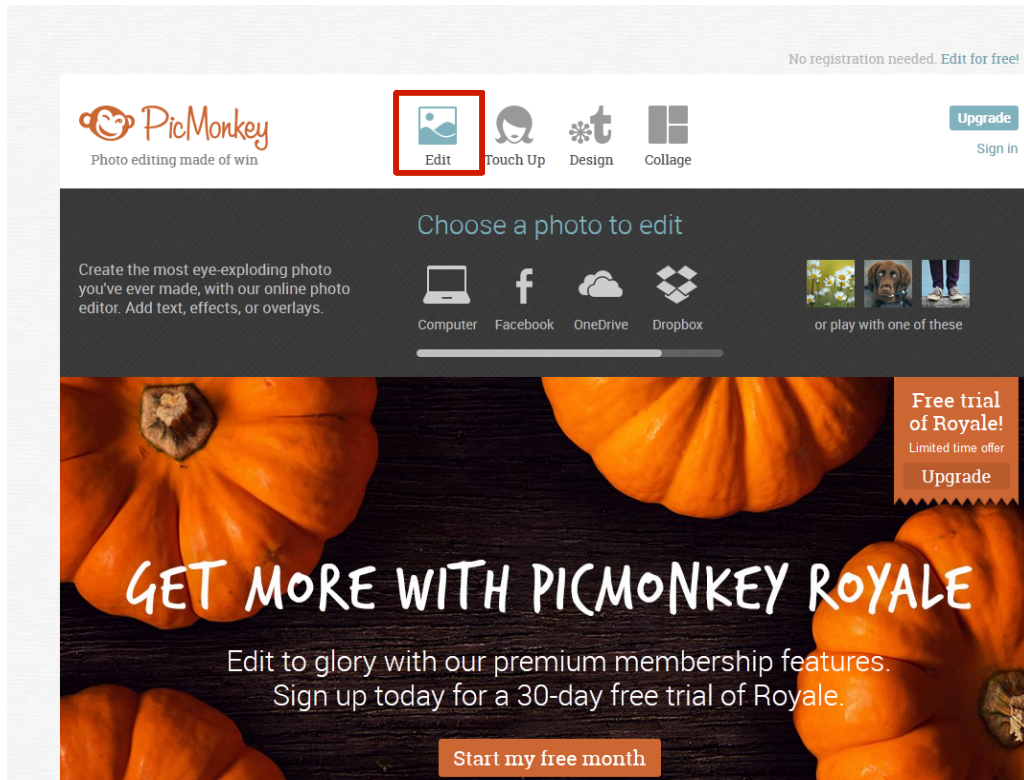 No registration needed. Edit for free!
PicMonkey
Photo editing made of win
Edit
Touch Up
Design
Collage
Upgrade
Sign in
Choose a photo to edit
Create the most eye-exploding photo
you've ever made, with our online photo
editor. Add text, effects, or overlays.
Computer
Facebook
OneDrive
Dropbox
or play with one of these
Free trial
of Royale!
Limited time offer
Upgrade
GET MORE WITH PICMONKEY ROYALE
Edit to glory with our premium membership features.
Sign up today for a 30-day free trial of Royale.
Start my free month